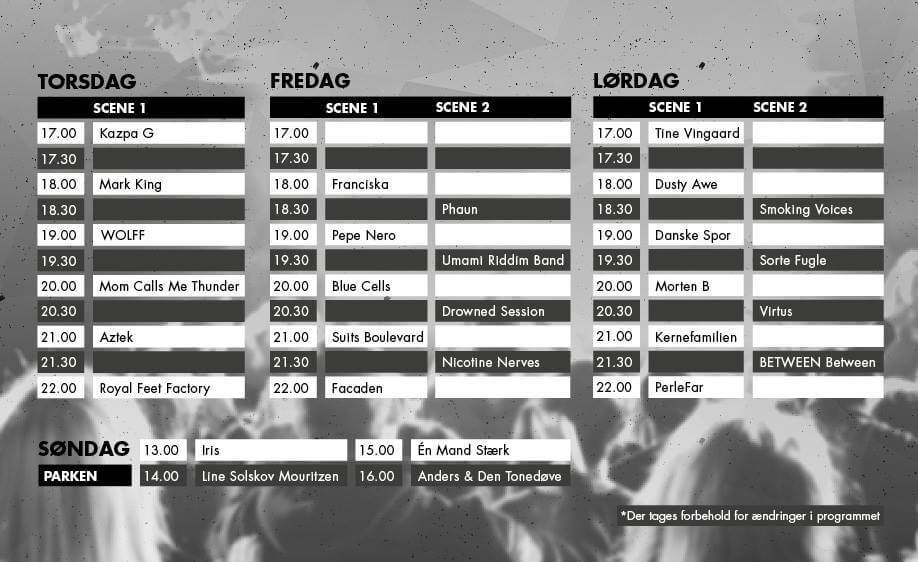 TORSDAG
SCENE 1
17.00 Kazpa G
17.30
18.00 Mark King
18.30
19.00 WOLFF
19.30
20.00 Mom Calls Me Thunder
20.30
21.00 Aztek
21.30
22.00 Royal Feet Factory
FREDAG
SCENE 1 SCENE 2
17.00
17.30
18.00 Franciska
18.30 Phaun
19.00 Pepe Nero
19.30 Umami Riddim Band
20.00 Blue Cells
20.30 Drowned Session
21.00 Suits Boulevard
21.30 Nicotine Nerves
22.00 Facaden
LØRDAG
SCENE 1 SCENE 2
17.00 Tine Vingaard
17.30
18.00 Dusty Awe
18.30 Smoking Voices
19.00 Danske Spor
19.30 Sorte Fugle
20.00 Morten B
20.30 Virtus
21.00 Kernefamilien
21.30 BETWEEN Between
22.00 PerleFar
SØNDAG 13.00 Iris 15.00 Én Mand Stærk
PARKEN 14.00 Line Solskov Mouritzen 16.00 Anders & Den Tonedøve
*Der tages forbehold for ændringer i programmet